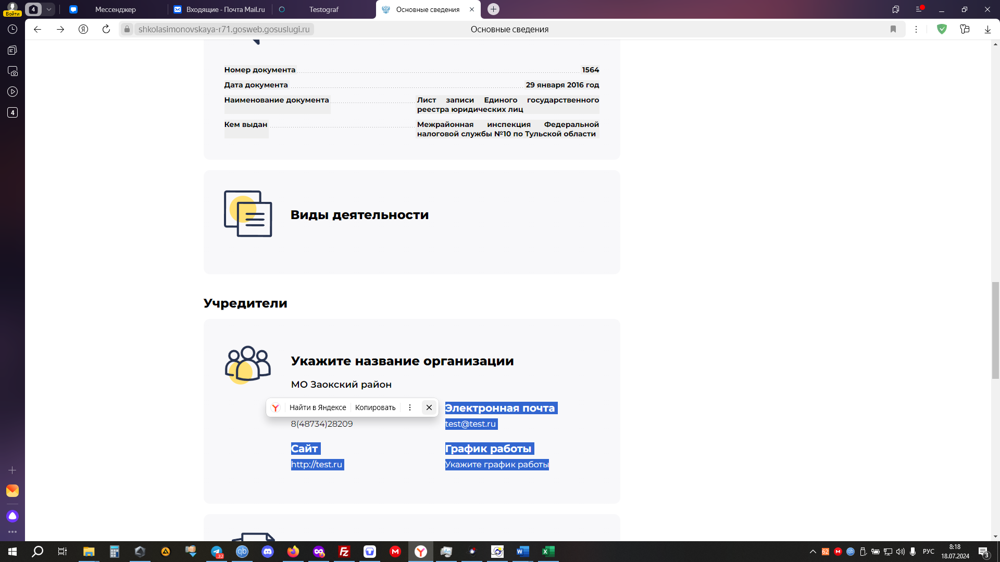 Войти
4
Мессенджер
Входящие - Почта Mail.ru
Testograf
Основные сведения
shkolasimonovskaya-r71.gosweb.gosuslugi.ru
Основные сведения
4
Номер документа
1564
Дата документа
29 января 2016 год
Наименование документа
Лист записи Единого государственного
реестра юридических лиц
Кем выдан
Межрайонная инспекция Федеральной
налоговой службы №10 по Тульской области
Виды деятельности
Учредители
Укажите название организации
МО Заокский район
Найти в Яндексе
Копировать
Электронная почта
8(48734)28209
test@test.ru
Сайт
График работы
http://test.ru
Укажите график работы
32
qb
FZ
M
W
X
62
M
qb
РУС
8:18
18.07.2024
3